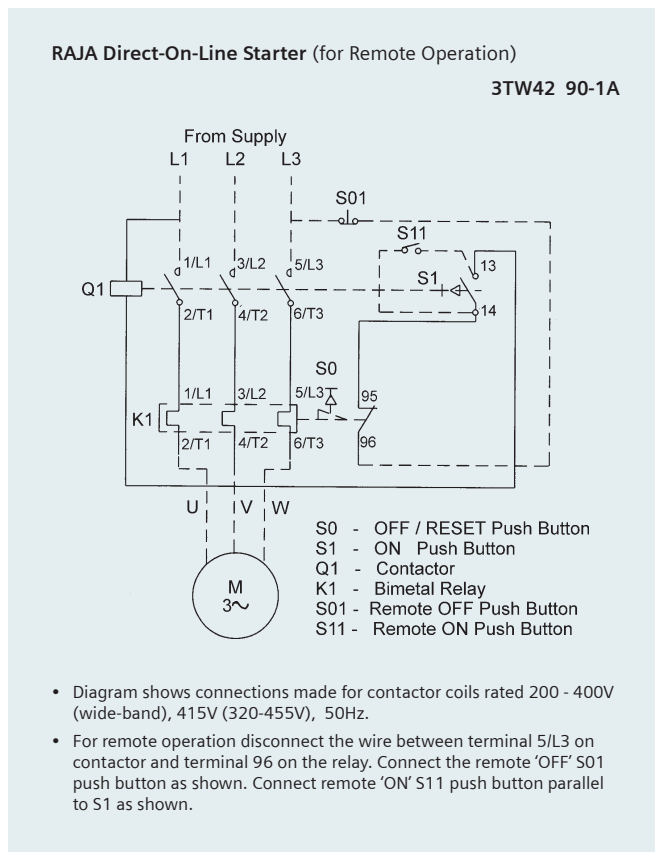 RAJA Direct-On-Line Starter (for Remote Operation)
3TW42 90-1A
From Supply
L1 L2 L3
S01
S11
1/L1 3/L2 5/L3
13
S1
Q1
2/T1 4/T2 6/T3
14
S0
1/L1 3/L2 5/L3
95
K1
2/T1 4/T2 6/T3
96
U V W
M
3~
S0 - OFF / RESET Push Button
S1 - ON Push Button
Q1 - Contactor
K1 - Bimetal Relay
S01 - Remote OFF Push Button
S11 - Remote ON Push Button
• Diagram shows connections made for contactor coils rated 200 - 400V
(wide-band), 415V (320-455V), 50Hz.
• For remote operation disconnect the wire between terminal 5/L3 on
contactor and terminal 96 on the relay. Connect the remote ‘OFF’ S01
push button as shown. Connect remote ‘ON’ S11 push button parallel
to S1 as shown.